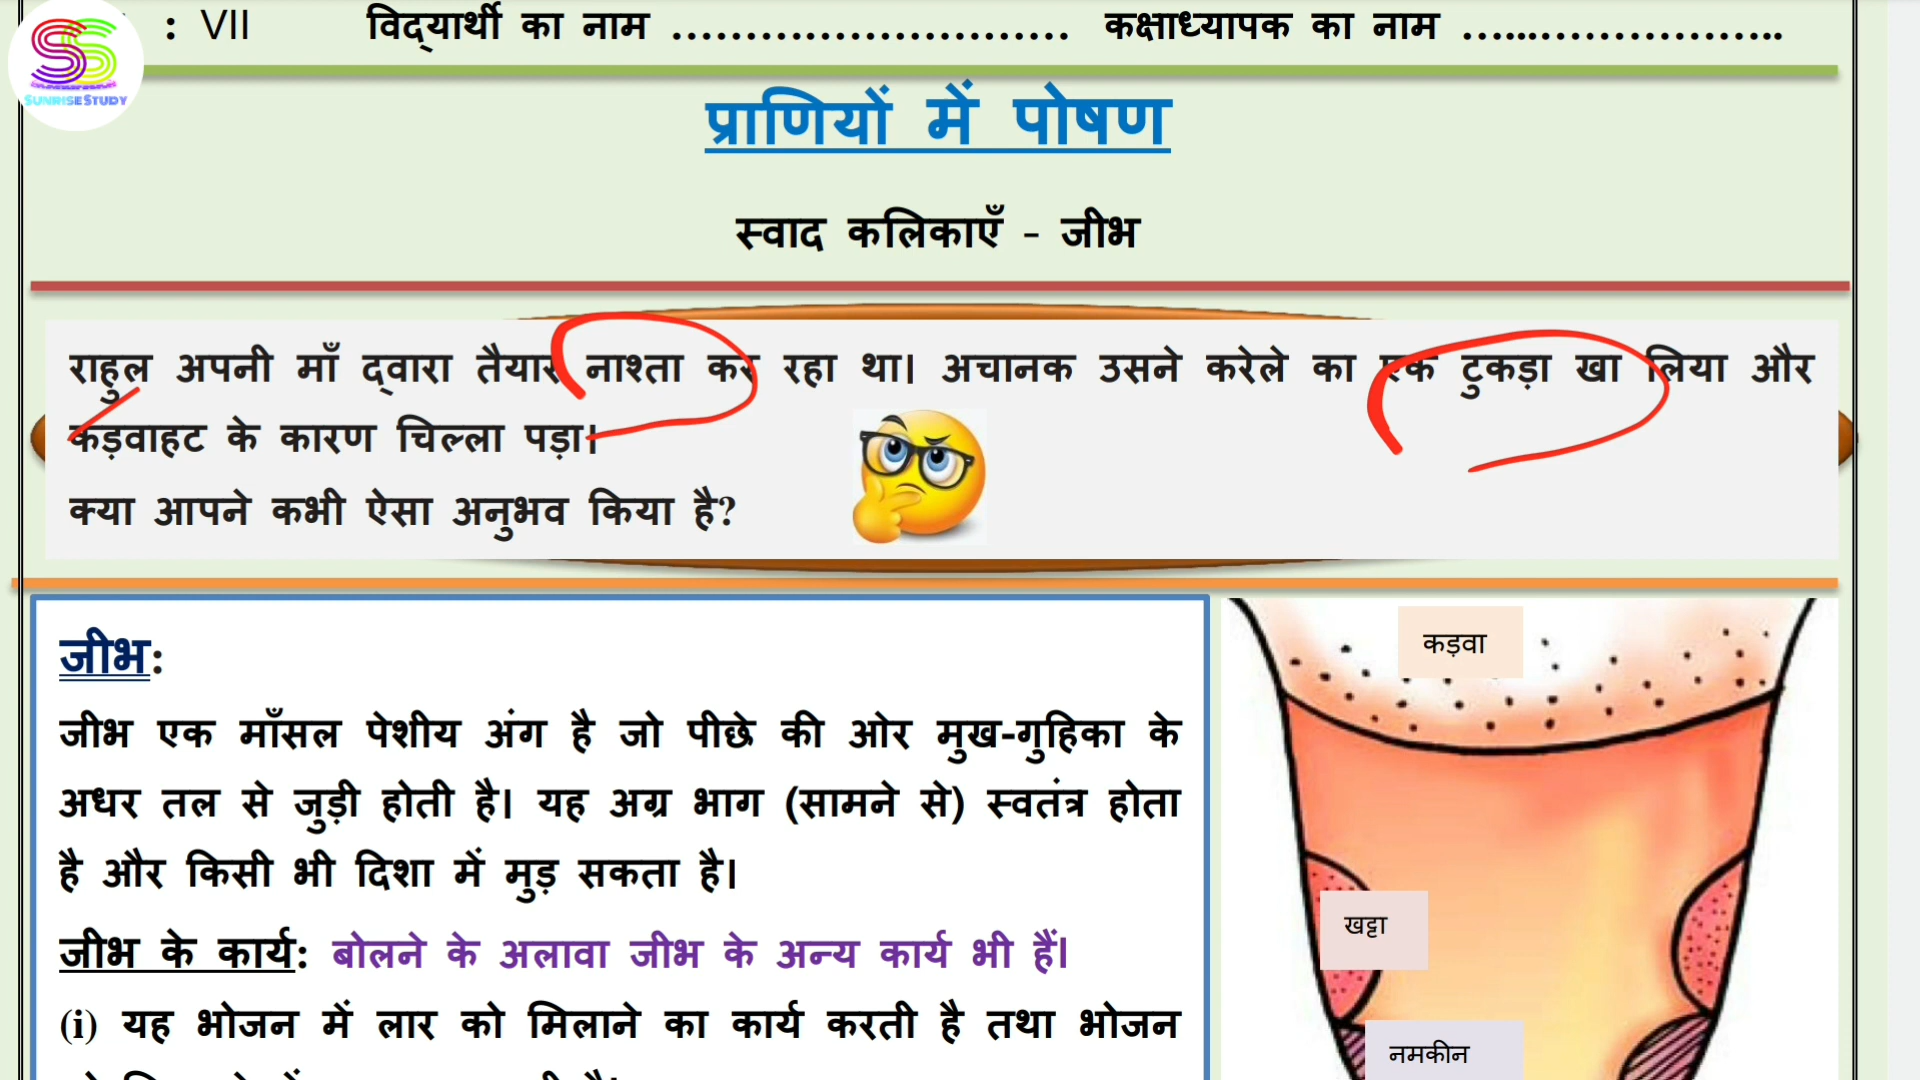 : VII विद्यार्थी का नाम ……………………… कक्षाध्यापक का नाम …..……………..
SUNRISE STUDY
प्राणियों में पोषण
स्वाद कलिकाएँ - जीभ
राहुल अपनी माँ द्वारा तैयार नाश्ता कर रहा था। अचानक उसने करेले का एक टुकड़ा खा लिया और
कड़वाहट के कारण चिल्ला पड़ा।
क्या आपने कभी ऐसा अनुभव किया है?
जीभ:
जीभ एक माँसल पेशीय अंग है जो पीछे की ओर मुख-गुहिका के
अधर तल से जुड़ी होती है। यह अग्र भाग (सामने से) स्वतंत्र होता
है और किसी भी दिशा में मुड़ सकता है।
जीभ के कार्य: बोलने के अलावा जीभ के अन्य कार्य भी हैं।
(i) यह भोजन में लार को मिलाने का कार्य करती है तथा भोजन
कड़वा
खट्टा
नमकीन